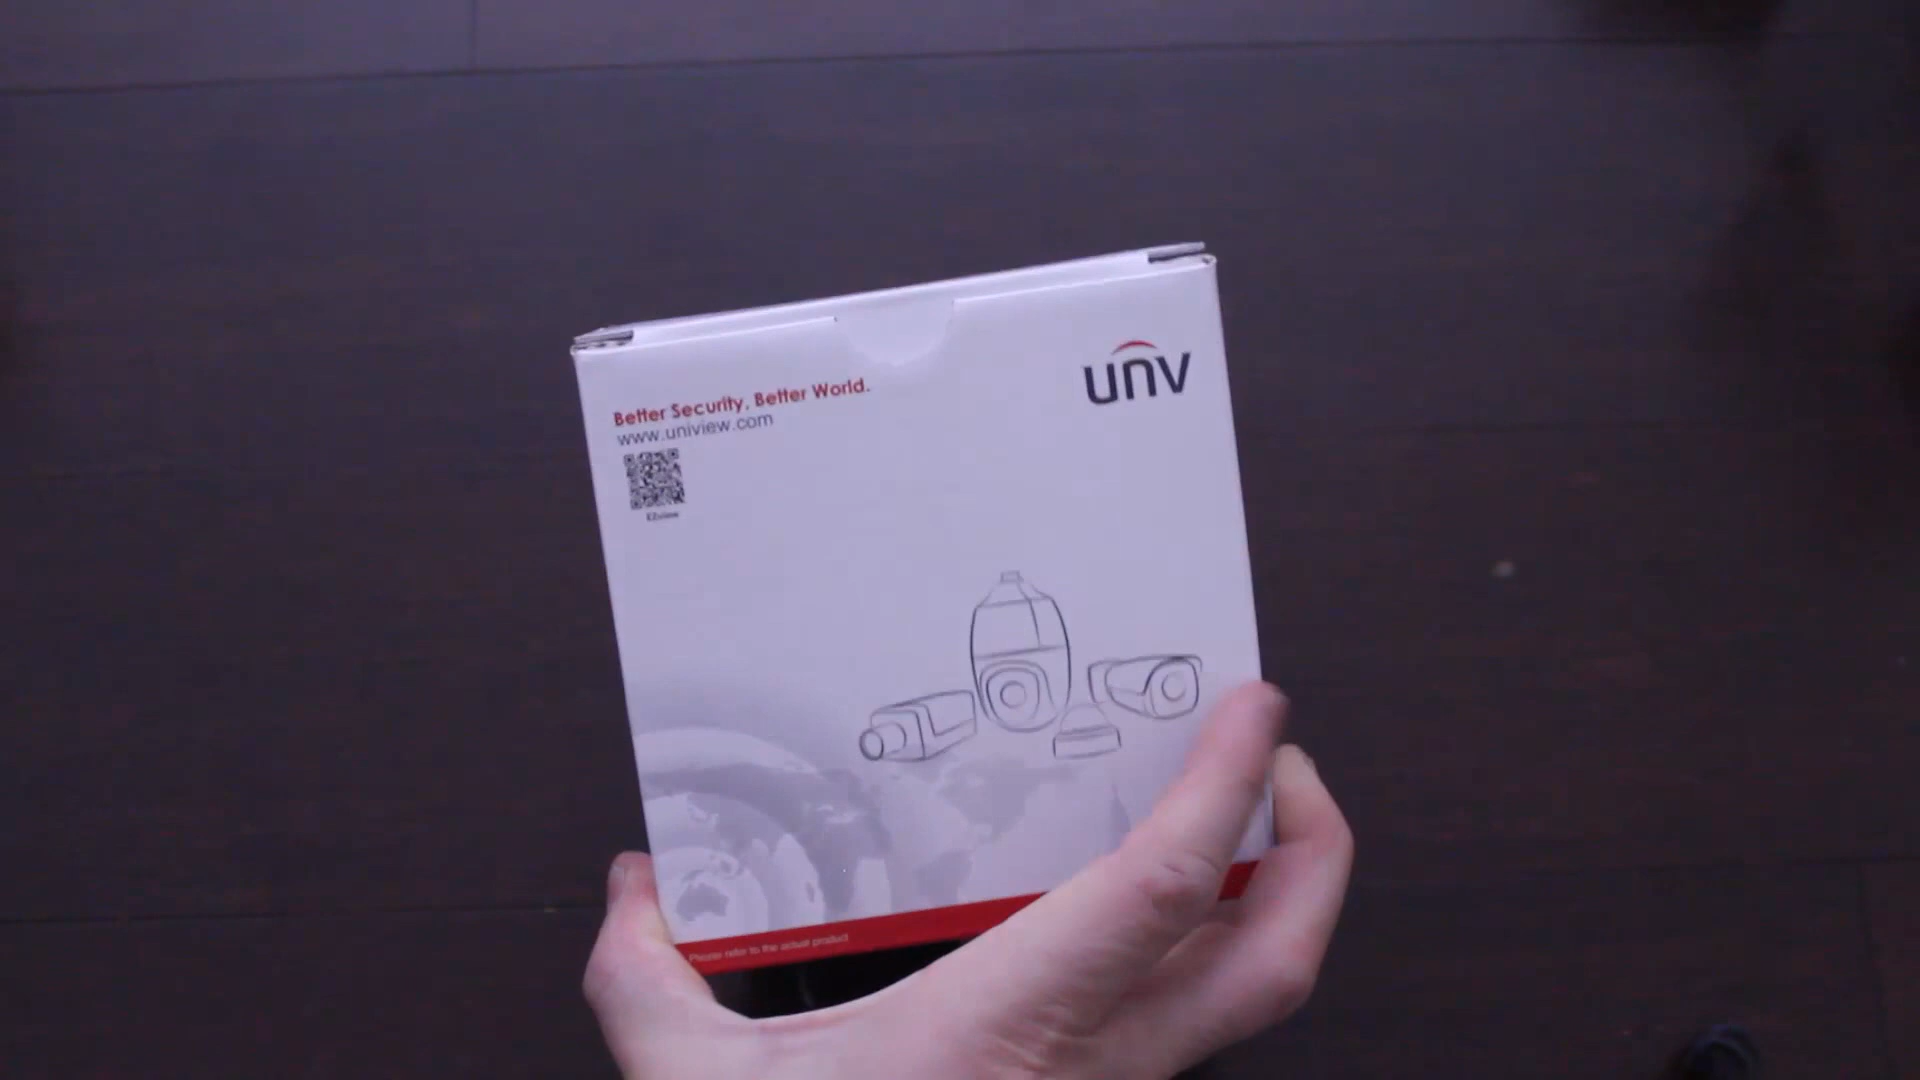 Better Security, Better World.
www.uniview.com
unv
EZview
Please refer to the actual product